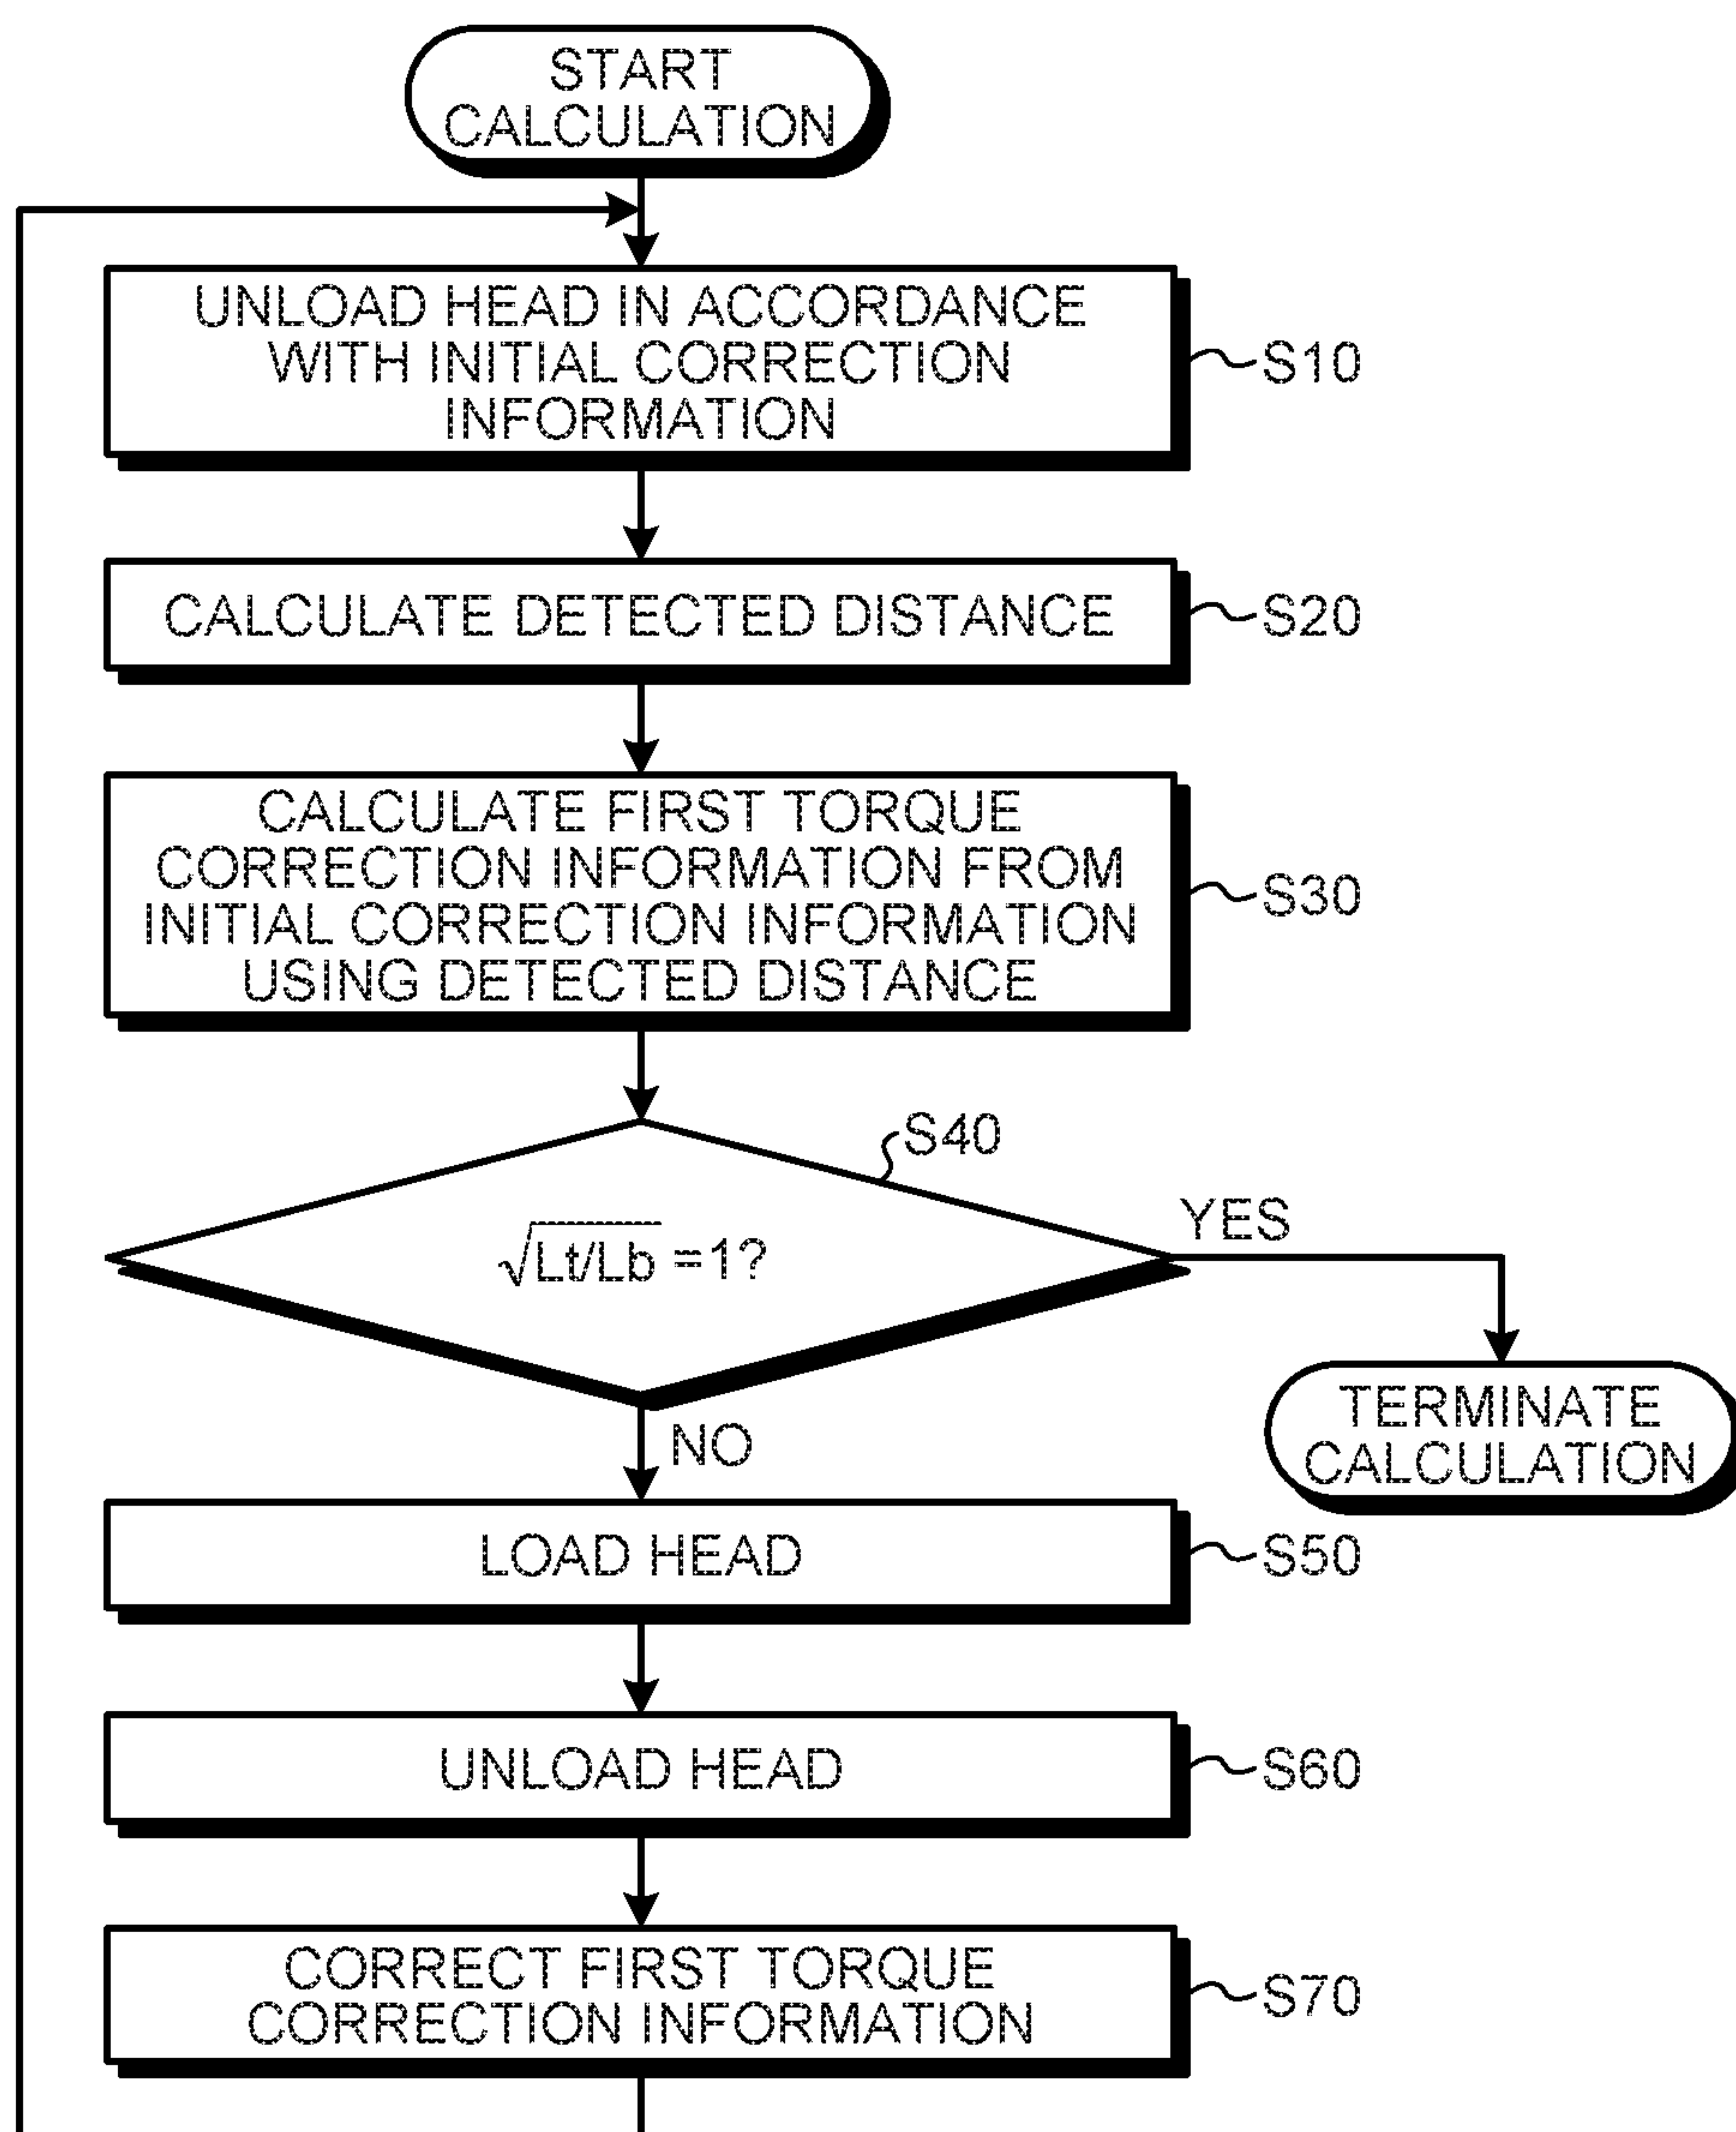 START
CALCULATION
UNLOAD HEAD IN ACCORDANCE
WITH INITIAL CORRECTION
INFORMATION
S10
CALCULATE DETECTED DISTANCE
S20
CALCULATE FIRST TORQUE
CORRECTION INFORMATION FROM
INITIAL CORRECTION INFORMATION
USING DETECTED DISTANCE
S30
S40
√Lt/Lb =1?
YES
TERMINATE
CALCULATION
NO
LOAD HEAD
S50
UNLOAD HEAD
S60
CORRECT FIRST TORQUE
CORRECTION INFORMATION
S70